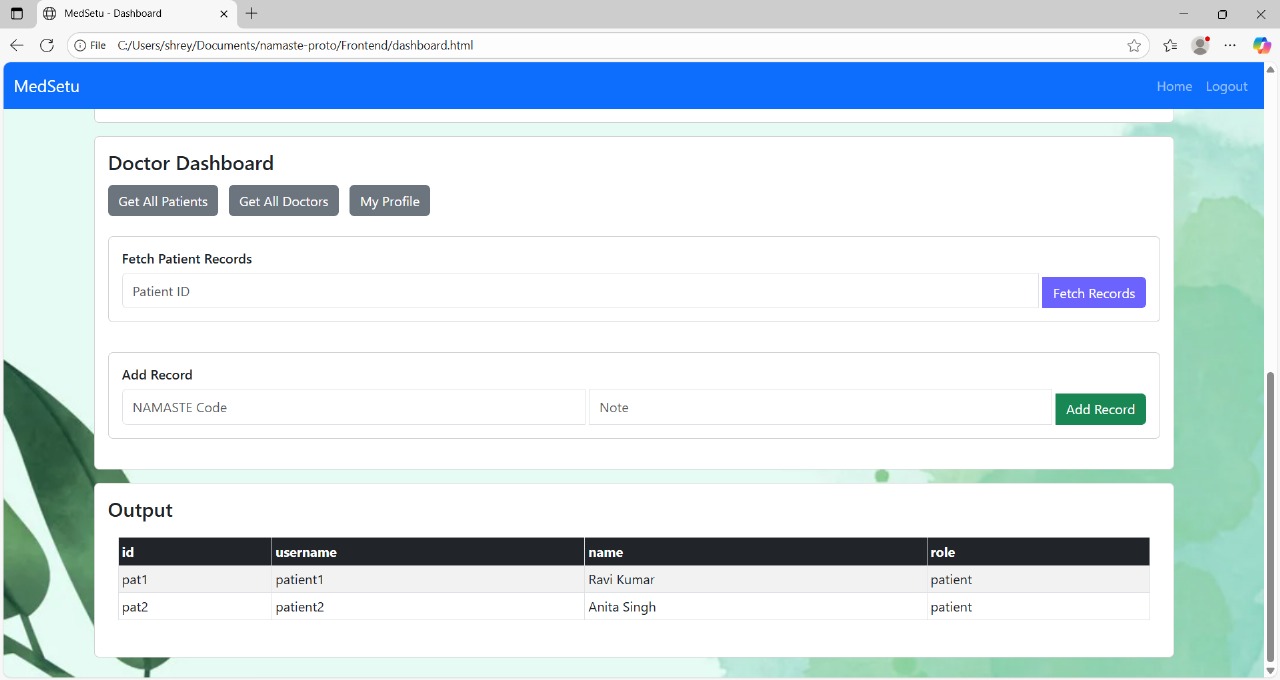 MedSetu - Dashboard
File C:/Users/shrey/Documents/namaste-proto/Frontend/dashboard.html
MedSetu Home Logout
Doctor Dashboard
Get All Patients Get All Doctors My Profile
Fetch Patient Records
Patient ID Fetch Records
Add Record
NAMASTE Code Note Add Record
Output
id username name role
pat1 patient1 Ravi Kumar patient
pat2 patient2 Anita Singh patient